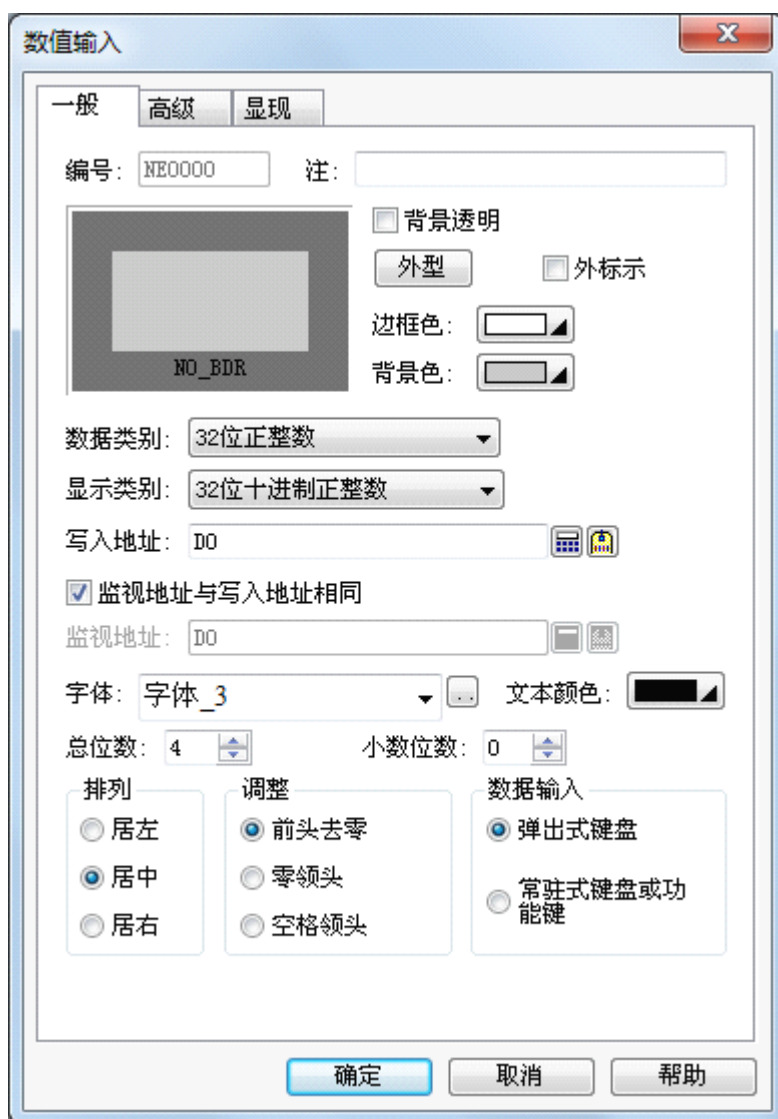 数值输入
一般 高级 显现
编号: NE0000 注:
背景透明
外型 外标示
边框色:
NO_BDR
背景色:
数据类别: 32位正整数
显示类别: 32位十进制正整数
写入地址: D0
监视地址与写入地址相同
监视地址: D0
字体: 字体_3 .. 文本颜色:
总位数: 4 小数位数: 0
排列 调整 数据输入
居左 前头去零 弹出式键盘
居中 零领头 常驻式键盘或功
能键
居右 空格领头
确定 取消 帮助